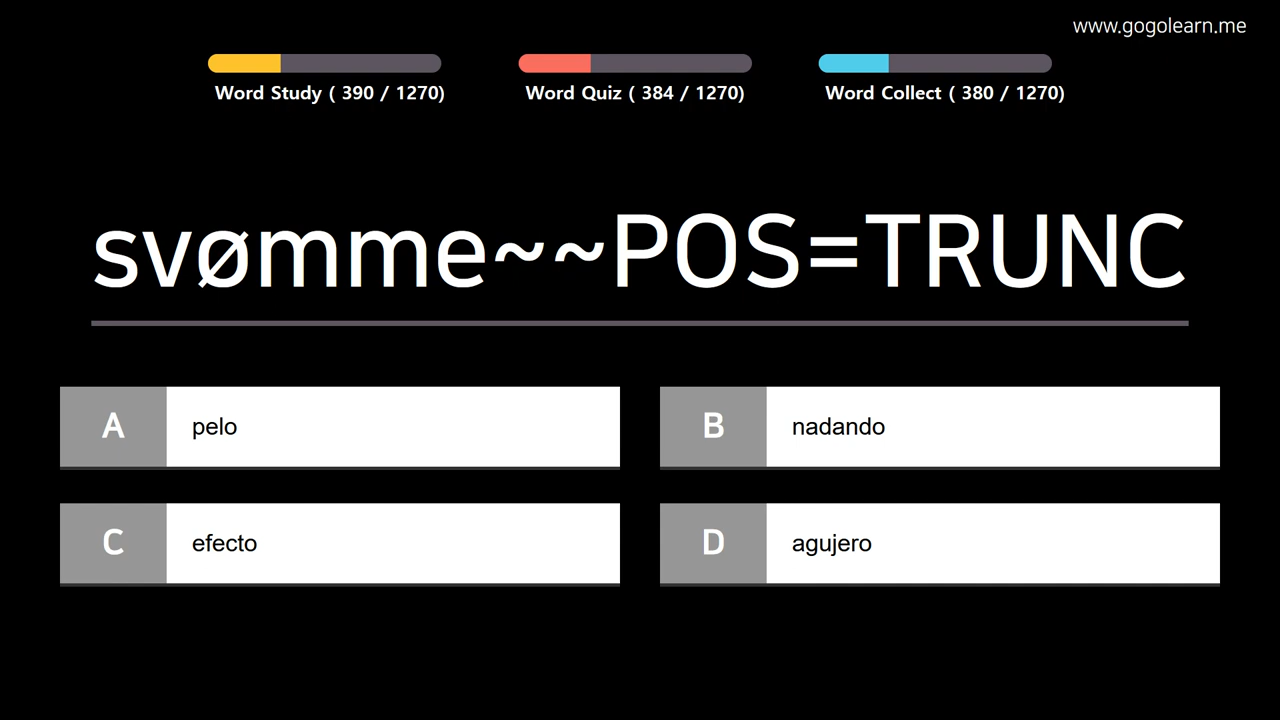 www.gogolearn.me
Word Study ( 390 / 1270)
Word Quiz ( 384 / 1270)
Word Collect ( 380 / 1270)
svømme~~POS=TRUNC
A pelo
B nadando
C efecto
D agujero